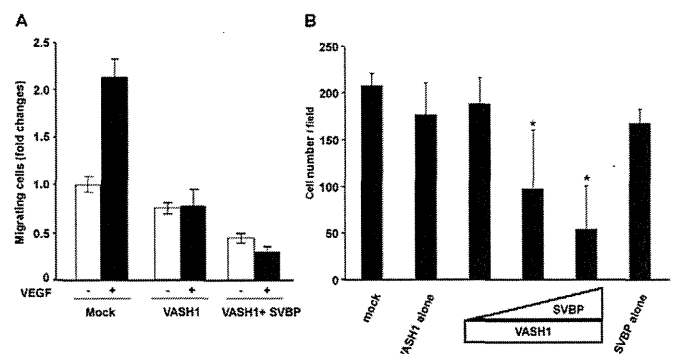 A
Migrating cells (fold changes)
2.5
2.0
1.5
1.0
0.5
0
VEGF - + - + - +
Mock VASH1 VASH1+ SVBP
B
Cell number / field
250
200
150
100
50
0
* *
mock
VASH1 alone
SVBP
VASH1
SVBP alone